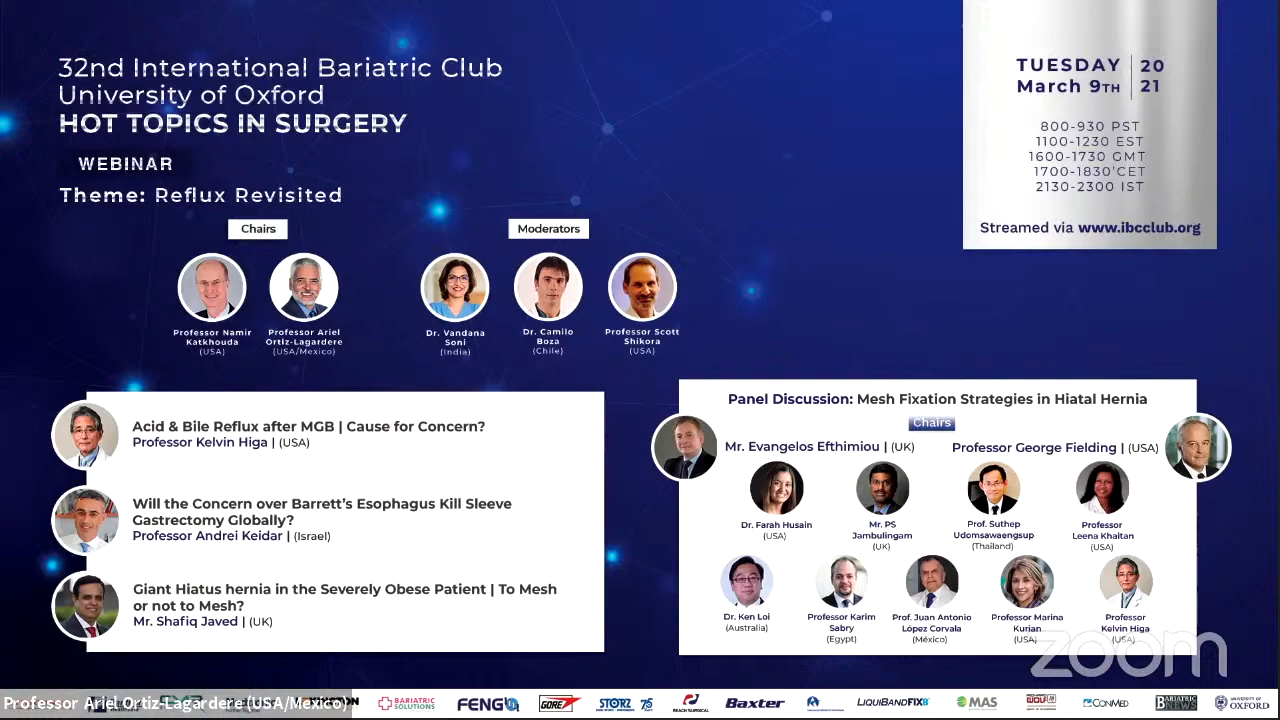 32nd International Bariatric Club
University of Oxford
HOT TOPICS IN SURGERY
WEBINAR
Theme: Reflux Revisited
TUESDAY
March 9TH
20
21
800-930 PST
1100-1230 EST
1600-1730 GMT
1700-1830'CET
2130-2300 IST
Streamed via www.ibcclub.org
Chairs
Professor Namir
Katkhouda
(USA)
Professor Ariel
Ortiz-Lagardere
(USA/Mexico)
Moderators
Dr. Vandana
Soni
(India)
Dr. Camilo
Boza
(Chile)
Professor Scott
Shikora
(USA)
Acid & Bile Reflux after MGB | Cause for Concern?
Professor Kelvin Higa | (USA)
Will the Concern over Barrett's Esophagus Kill Sleeve
Gastrectomy Globally?
Professor Andrei Keidar | (Israel)
Giant Hiatus hernia in the Severely Obese Patient | To Mesh
or not to Mesh?
Mr. Shafiq Javed | (UK)
Panel Discussion: Mesh Fixation Strategies in Hiatal Hernia
Chairs
Mr. Evangelos Efthimiou | (UK)
Professor George Fielding | (USA)
Dr. Farah Husain
(USA)
Mr. PS
Jambulingam
(UK)
Prof. Suthep
Udomsawaengsup
(Thailand)
Professor
Leena Khaitan
(USA)
Dr. Ken Loi
(Australia)
Professor Karim
Sabry
(Egypt)
Prof. Juan Antonio
López Corvala
(México)
Professor Marina
Kurian
(USA)
Professor
Kelvin Higa
(USA)
zoom
Professor Ariel Ortiz-Lagardere (USA/Mexico)
BARIATRIC
SOLUTIONS
FENGH
GORE
STORZ
75
REACH SURGICAL
Baxter
LIQUIBANDFIX8
MAS
CONMED
BARIATRIC
NEWS
UNIVERSITY OF
OXFORD